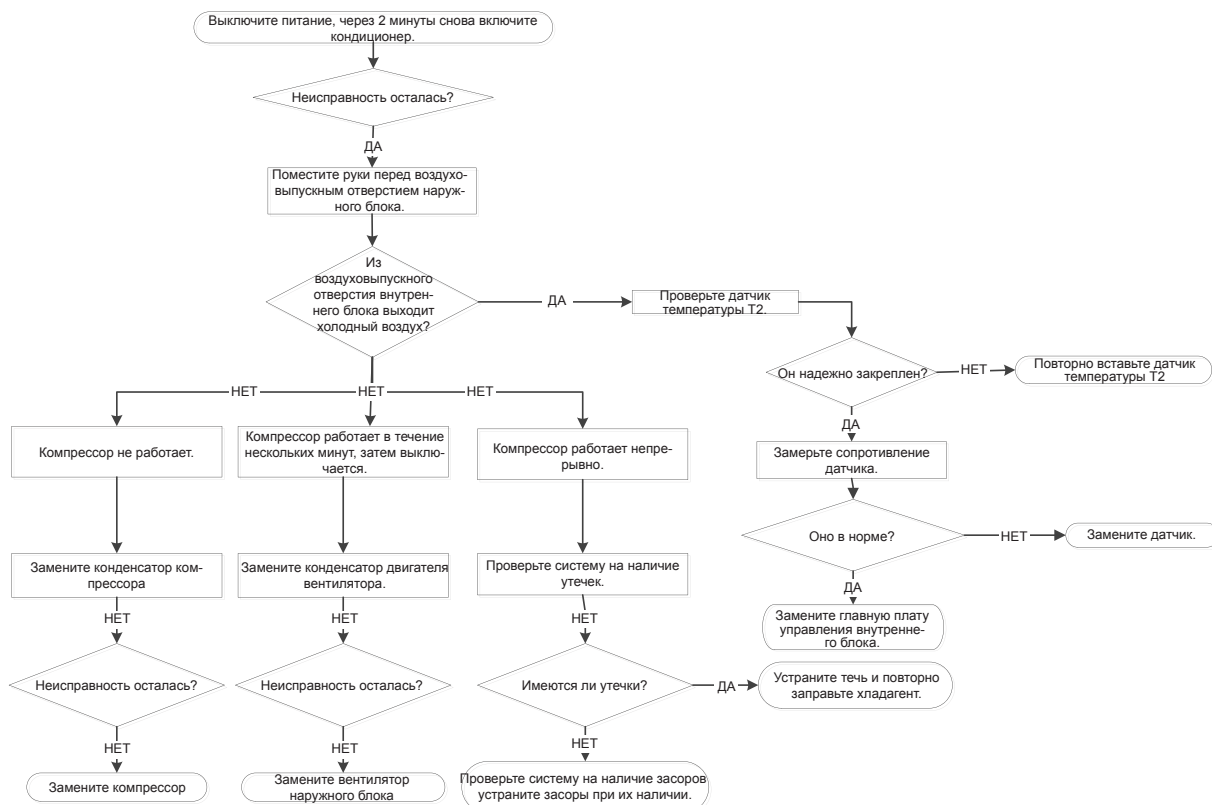 Выключите питание, через 2 минуты снова включите
кондиционер.
Неисправность осталась?
ДА
Поместите руки перед воздухо-
выпускным отверстием наруж-
ного блока.
Из
воздуховыпускного
отверстия внутрен-
него блока выходит
холодный воздух?
ДА
Проверьте датчик
температуры T2.
Он надежно закреплен?
НЕТ
Повторно вставьте датчик
температуры T2
ДА
Замерьте сопротивление
датчика.
Оно в норме?
НЕТ
Замените датчик.
ДА
Замените главную плату
управления внутренне-
го блока.
НЕТ
НЕТ
НЕТ
Компрессор не работает.
Компрессор работает в течение
нескольких минут, затем выклю-
чается.
Компрессор работает непре-
рывно.
Замените конденсатор ком-
прессора
Замените конденсатор двигателя
вентилятора.
Проверьте систему на наличие
утечек.
НЕТ
НЕТ
НЕТ
Неисправность осталась?
Неисправность осталась?
Имеются ли утечки?
ДА
Устраните течь и повторно
заправьте хладагент.
НЕТ
НЕТ
НЕТ
Замените компрессор
Замените вентилятор
наружного блока
Проверьте систему на наличие засоров
устраните засоры при их наличии.